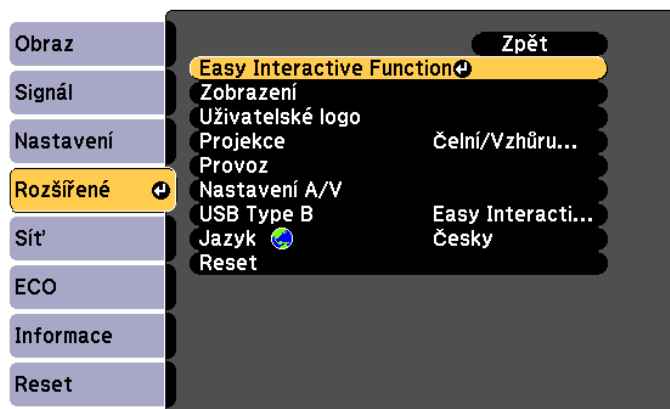 Obraz
Signál
Nastavení
Rozšířené
Síť
ECO
Informace
Reset
Zpět
Easy Interactive Function
Zobrazení
Uživatelské logo
Projekce Čelní/Vzhůru...
Provoz
Nastavení A/V
USB Type B Easy Interacti...
Jazyk Česky
Reset